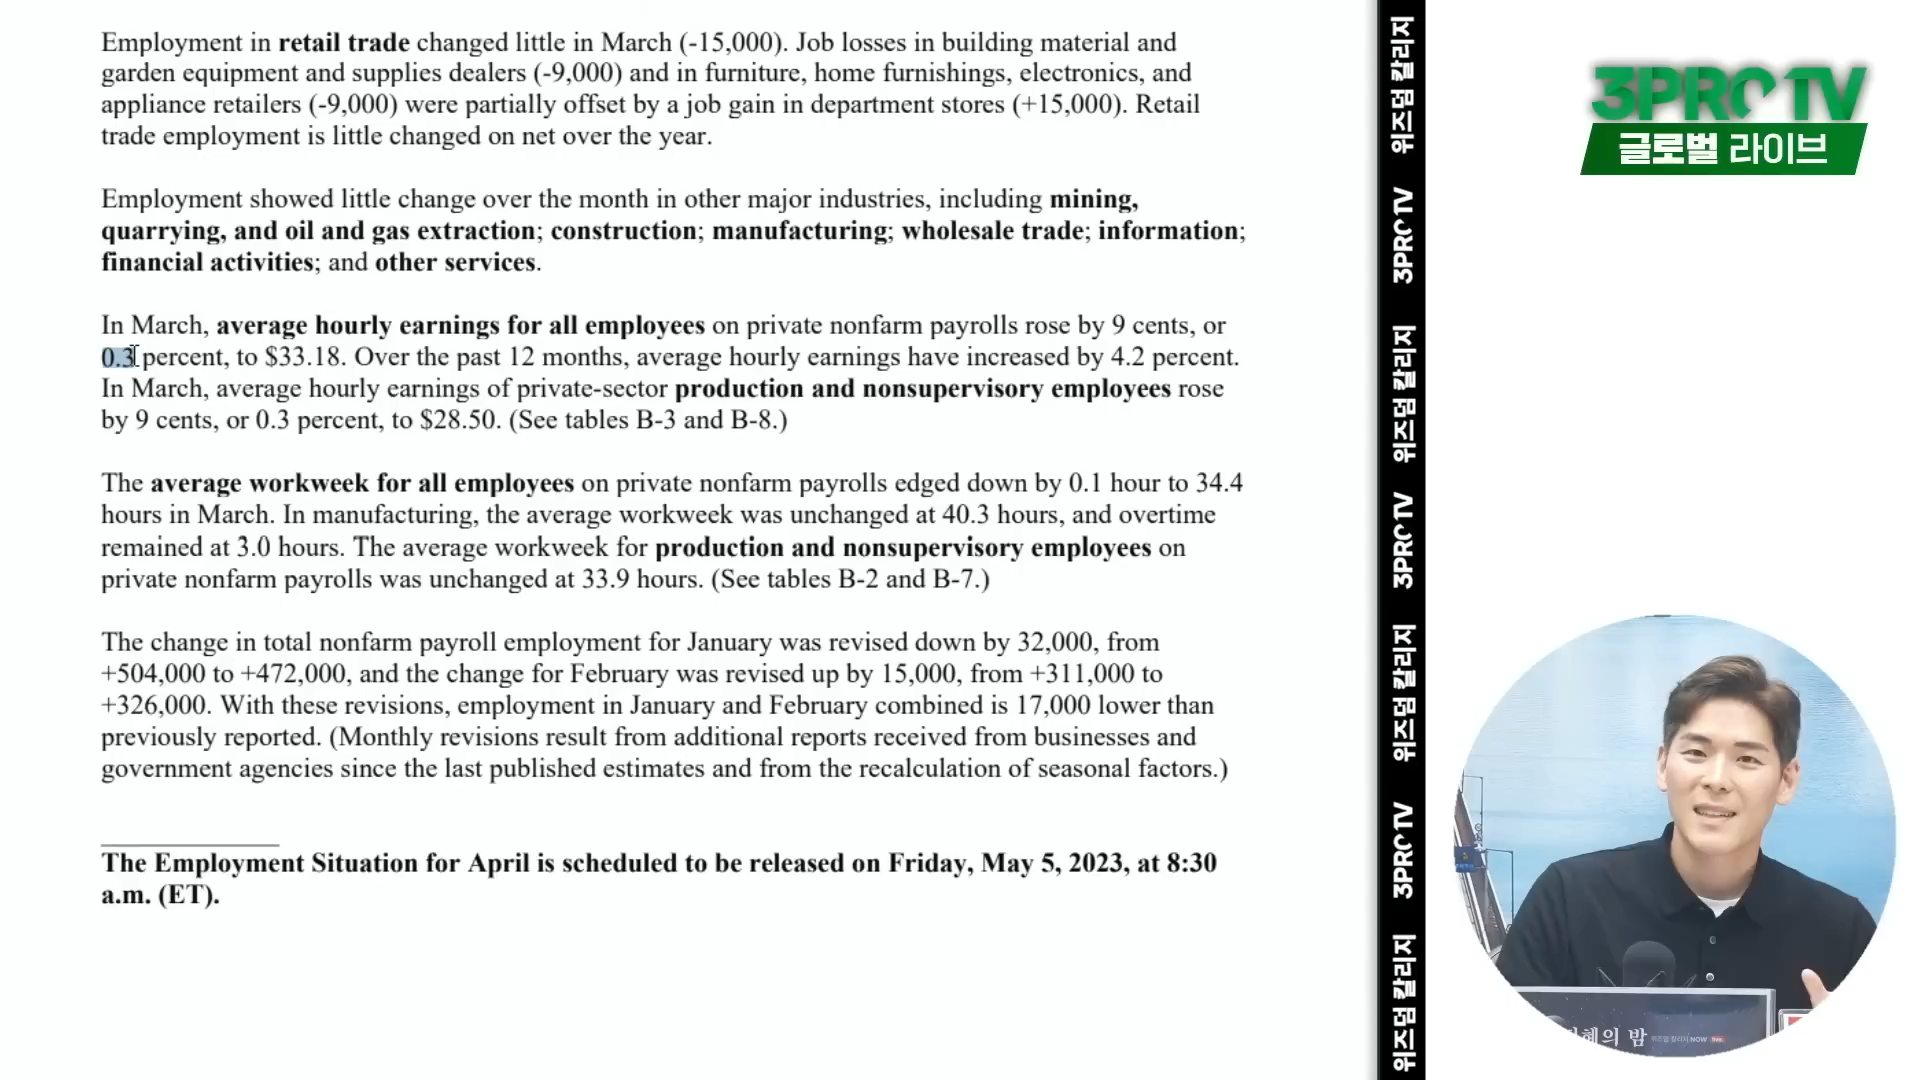 Employment in retail trade changed little in March (-15,000). Job losses in building material and
garden equipment and supplies dealers (-9,000) and in furniture, home furnishings, electronics, and
appliance retailers (-9,000) were partially offset by a job gain in department stores (+15,000). Retail
trade employment is little changed on net over the year.
Employment showed little change over the month in other major industries, including mining,
quarrying, and oil and gas extraction; construction; manufacturing; wholesale trade; information;
financial activities; and other services.
In March, average hourly earnings for all employees on private nonfarm payrolls rose by 9 cents, or
0.3 percent, to $33.18. Over the past 12 months, average hourly earnings have increased by 4.2 percent.
In March, average hourly earnings of private-sector production and nonsupervisory employees rose
by 9 cents, or 0.3 percent, to $28.50. (See tables B-3 and B-8.)
The average workweek for all employees on private nonfarm payrolls edged down by 0.1 hour to 34.4
hours in March. In manufacturing, the average workweek was unchanged at 40.3 hours, and overtime
remained at 3.0 hours. The average workweek for production and nonsupervisory employees on
private nonfarm payrolls was unchanged at 33.9 hours. (See tables B-2 and B-7.)
The change in total nonfarm payroll employment for January was revised down by 32,000, from
+504,000 to +472,000, and the change for February was revised up by 15,000, from +311,000 to
+326,000. With these revisions, employment in January and February combined is 17,000 lower than
previously reported. (Monthly revisions result from additional reports received from businesses and
government agencies since the last published estimates and from the recalculation of seasonal factors.)
The Employment Situation for April is scheduled to be released on Friday, May 5, 2023, at 8:30
a.m. (ET).
위즈덤 칼리지
3PROTV
위즈덤 칼리지
3PROTV
위즈덤 칼리지
3PROTV
위즈덤 칼리지
3PROTV
글로벌 라이브
혜의 밤
위즈덤 칼리지 NOW live